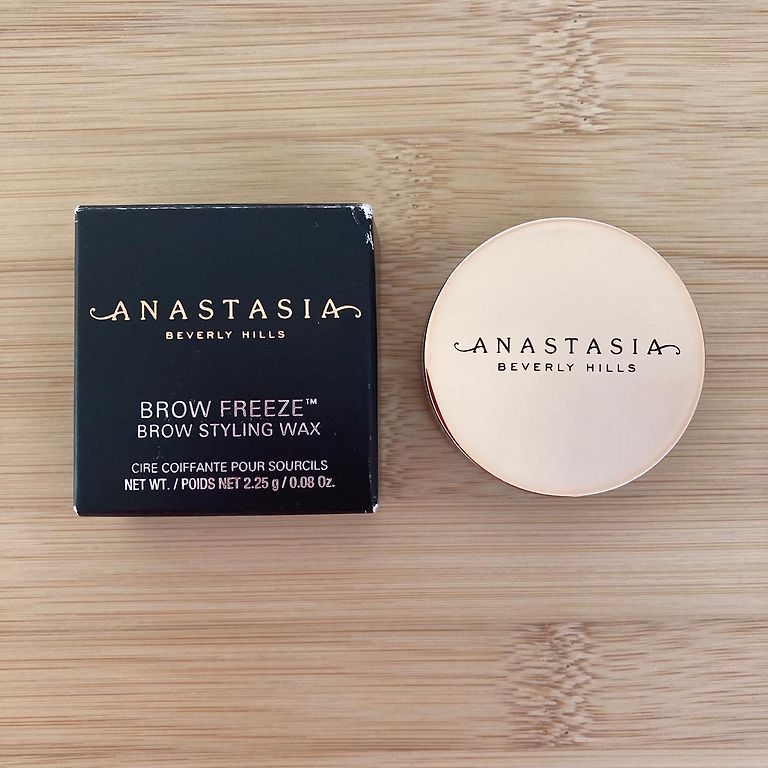 ANASTASIA
BEVERLY HILLS
BROW FREEZE™
BROW STYLING WAX
CIRE COIFFANTE POUR SOURCILS
NET WT. / POIDS NET 2.25 g / 0.08 Oz.
ANASTASIA
BEVERLY HILLS